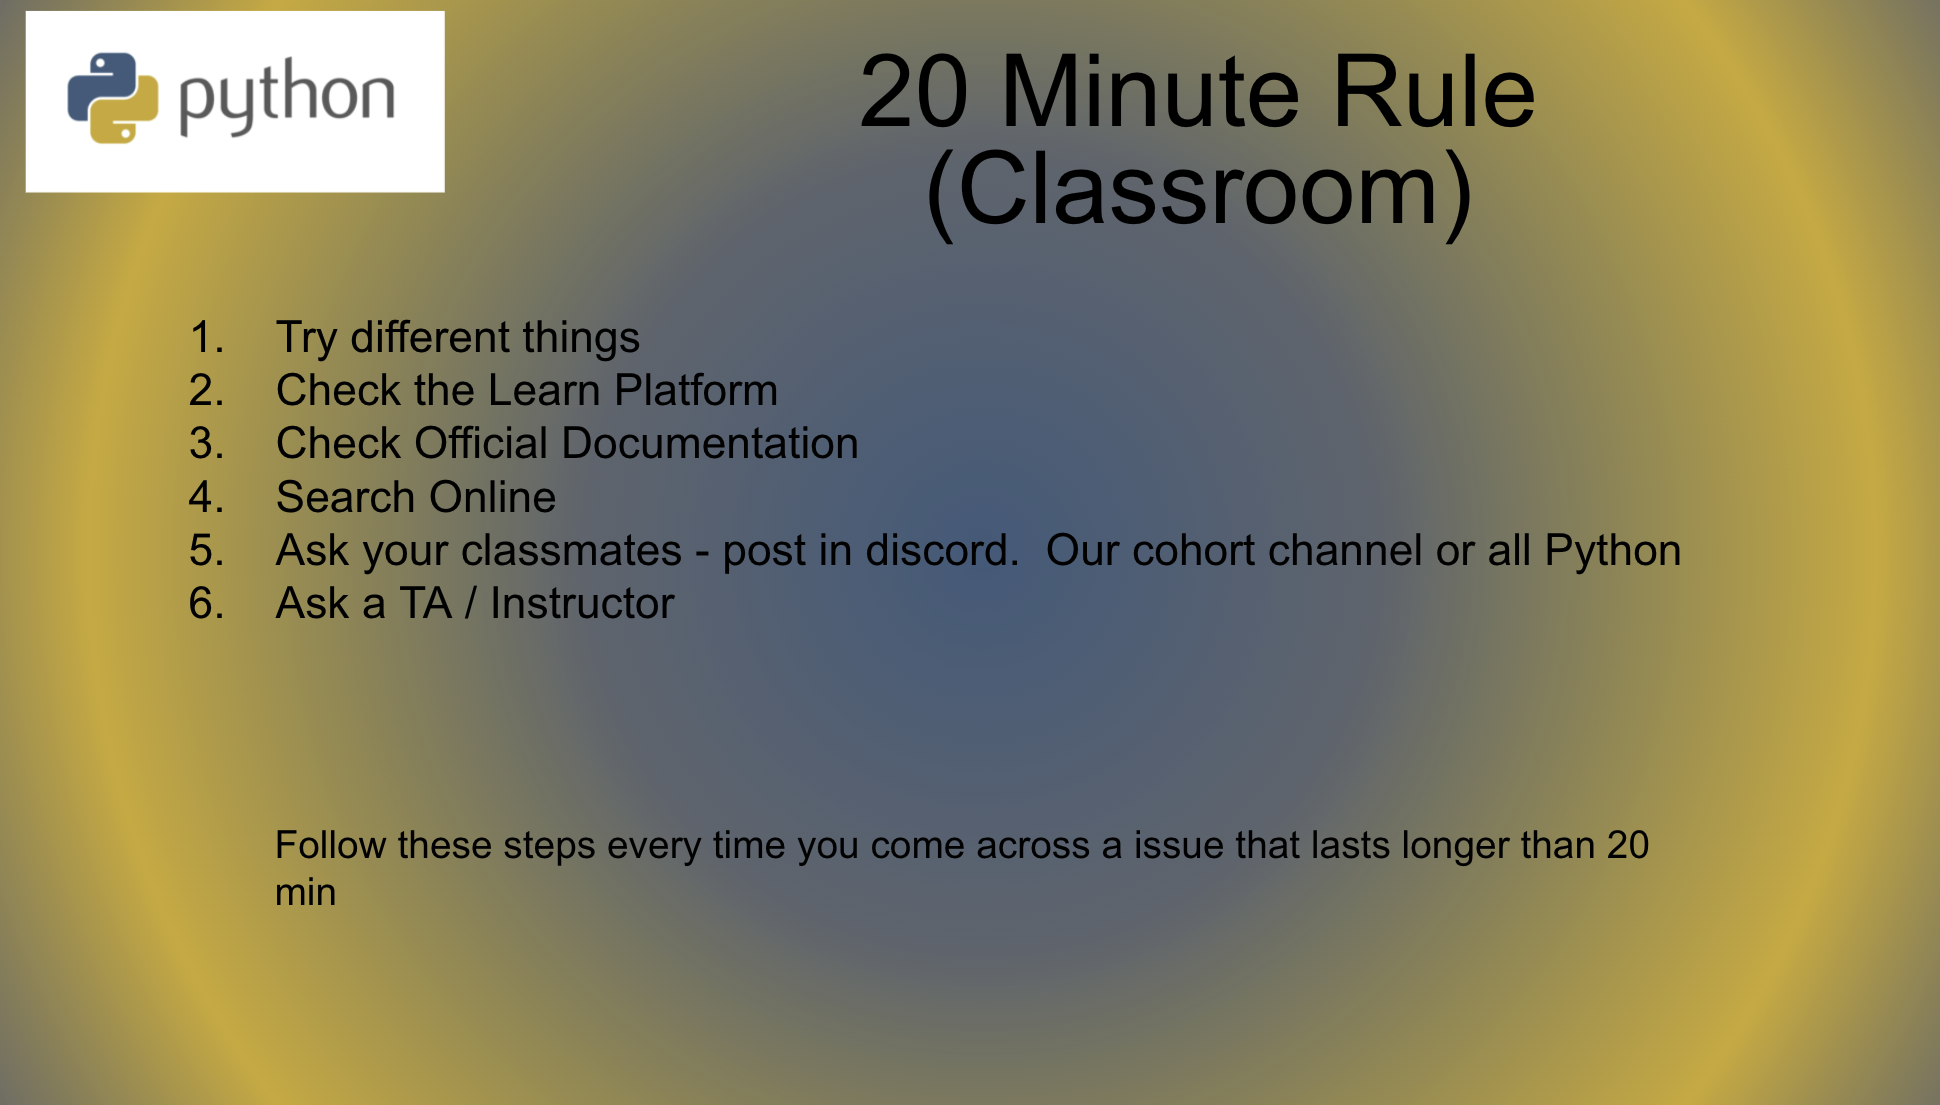 python
20 Minute Rule
(Classroom)
1. Try different things
2. Check the Learn Platform
3. Check Official Documentation
4. Search Online
5. Ask your classmates - post in discord.  Our cohort channel or all Python
6. Ask a TA / Instructor
Follow these steps every time you come across a issue that lasts longer than 20
min